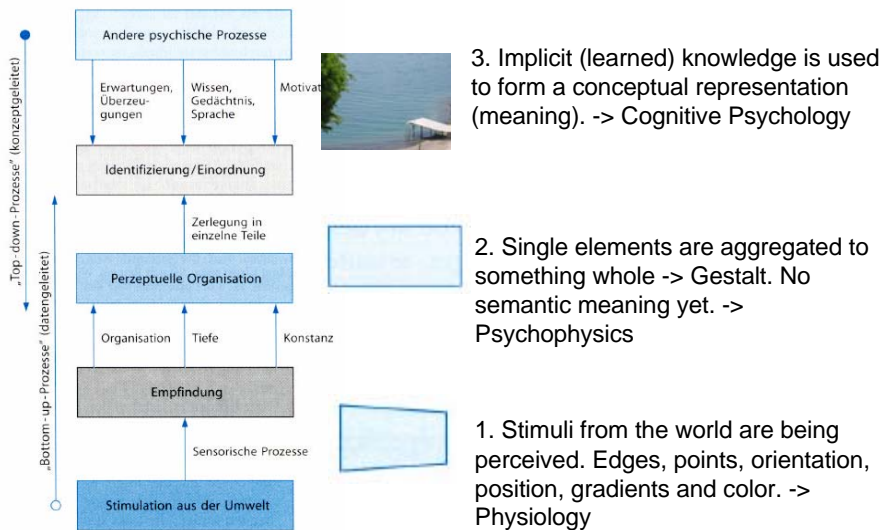 Andere psychische Prozesse
Erwartungen,
Überzeu-
gungen
Wissen,
Gedächtnis,
Sprache
Identifizierung/Einordnung
Zerlegung in
einzelne Teile
Perzeptuelle Organisation
Organisation
Tiefe
Konstanz
Empfindung
Sensorische Prozesse
Stimulation aus der Umwelt
„Top-down-Prozesse" (konzeptgeleitet)
„Bottom-up-Prozesse" (datengeleitet)
3. Implicit (learned) knowledge is used
to form a conceptual representation
(meaning). -> Cognitive Psychology
2. Single elements are aggregated to
something whole -> Gestalt. No
semantic meaning yet. ->
Psychophysics
1. Stimuli from the world are being
perceived. Edges, points, orientation,
position, gradients and color. ->
Physiology